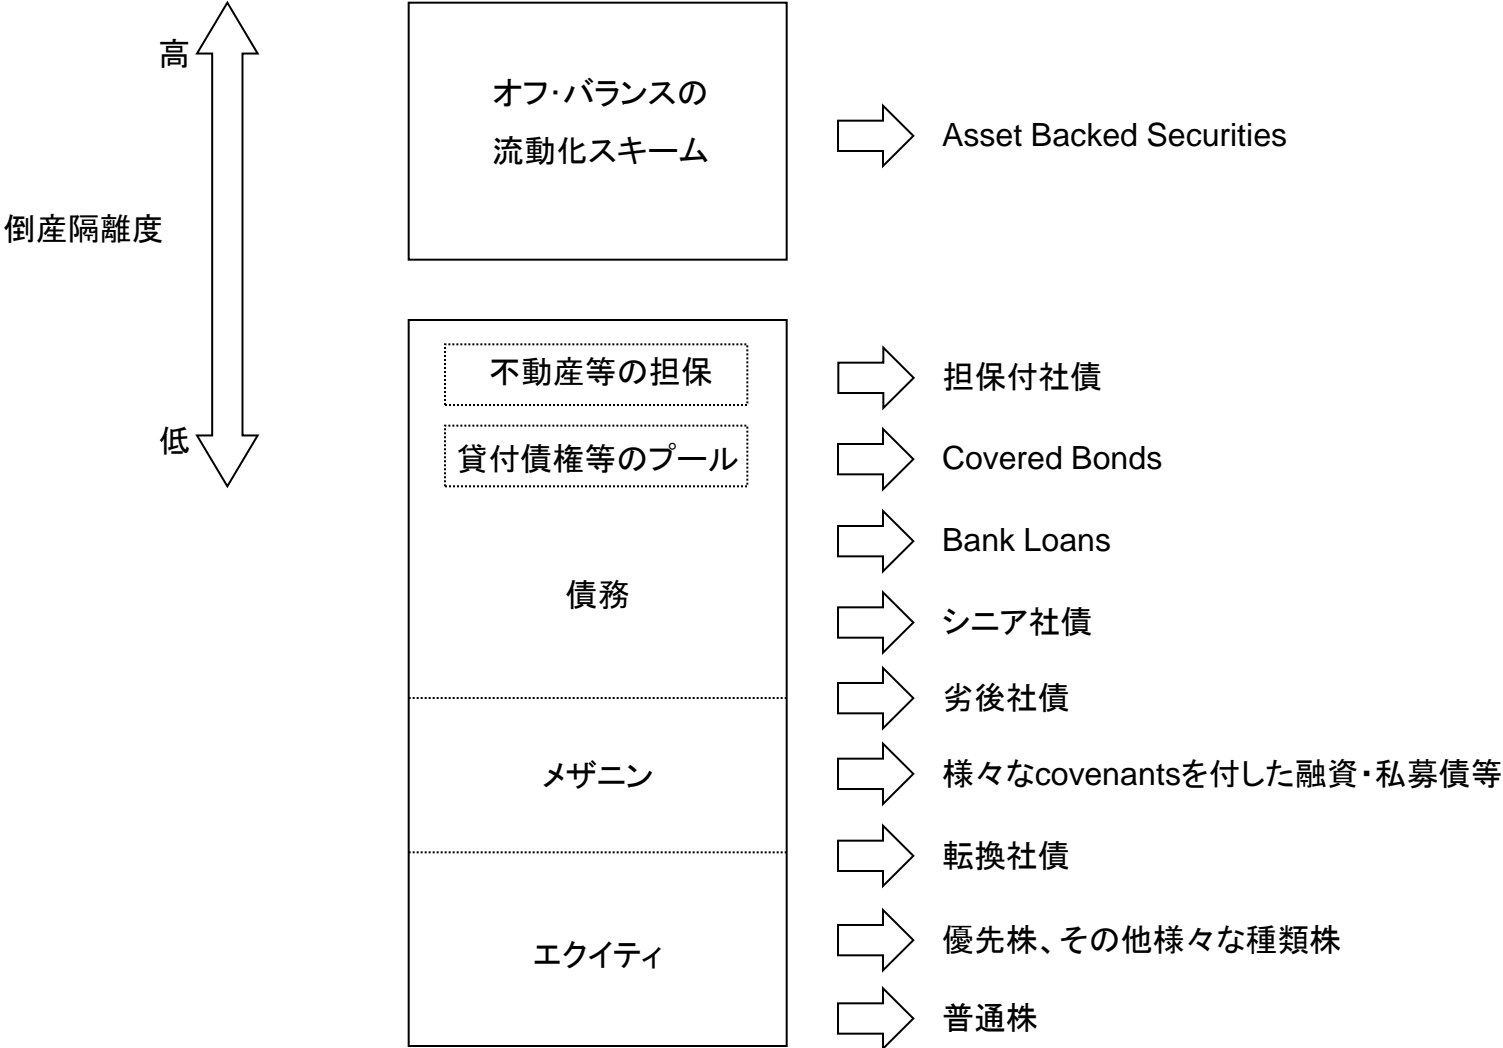 高
オフ・バランスの
流動化スキーム
Asset Backed Securities
倒産隔離度
不動産等の担保
担保付社債
低
貸付債権等のプール
Covered Bonds
Bank Loans
債務
シニア社債
劣後社債
メザニン
様々なcovenantsを付した融資・私募債等
転換社債
エクイティ
優先株、その他様々な種類株
普通株